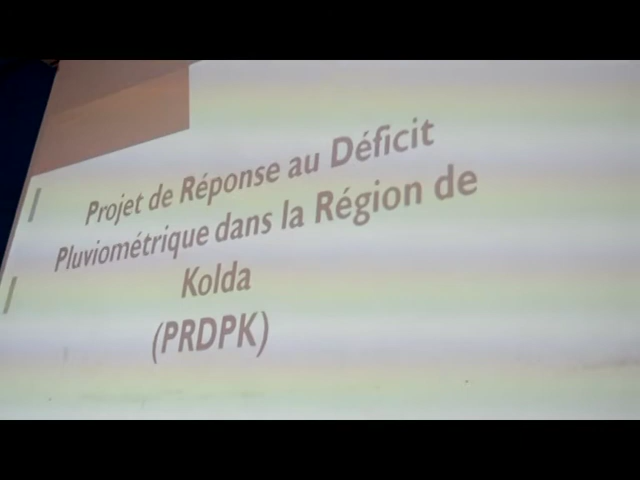 Projet de Réponse au Déficit
Pluviométrique dans la Région de
Kolda
(PRDPK)